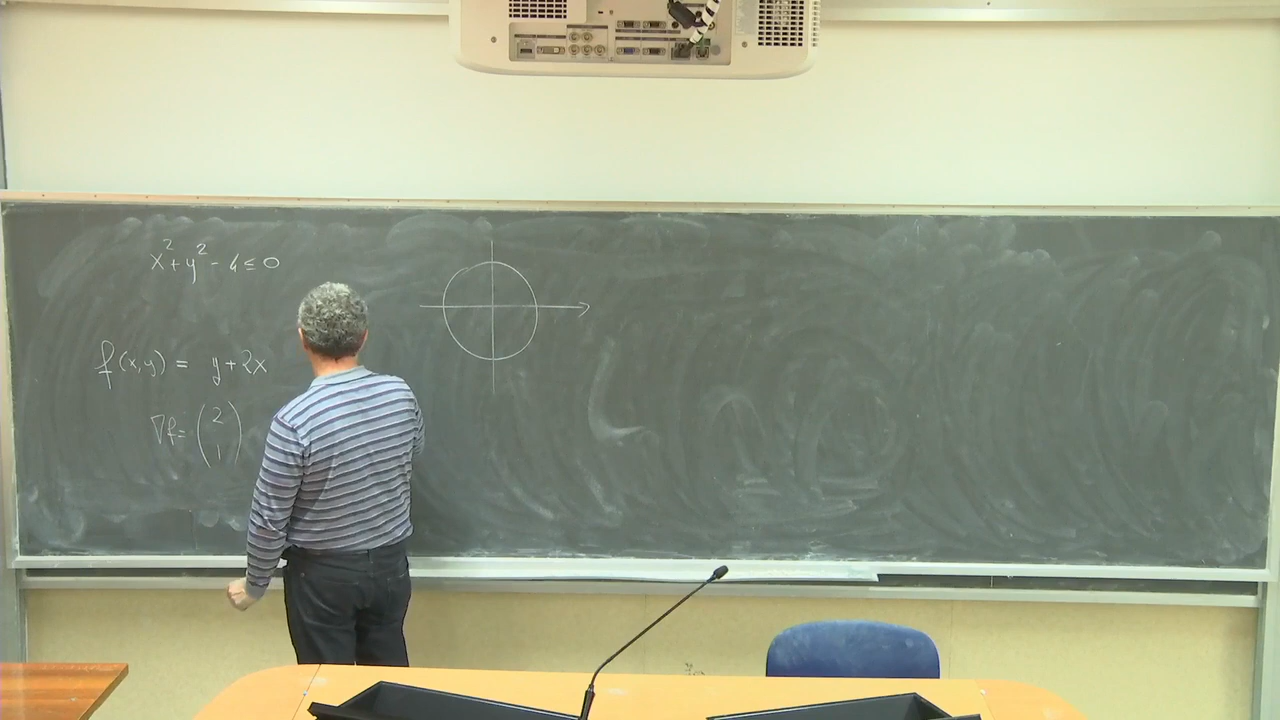 x² + y² - 4 ≤ 0
f(x,y) = y + 2x
∇f = (2
1)